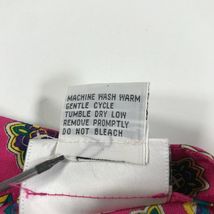 MACHINE WASH WARM
GENTLE CYCLE
TUMBLE DRY LOW
REMOVE PROMPTLY
DO NOT BLEACH